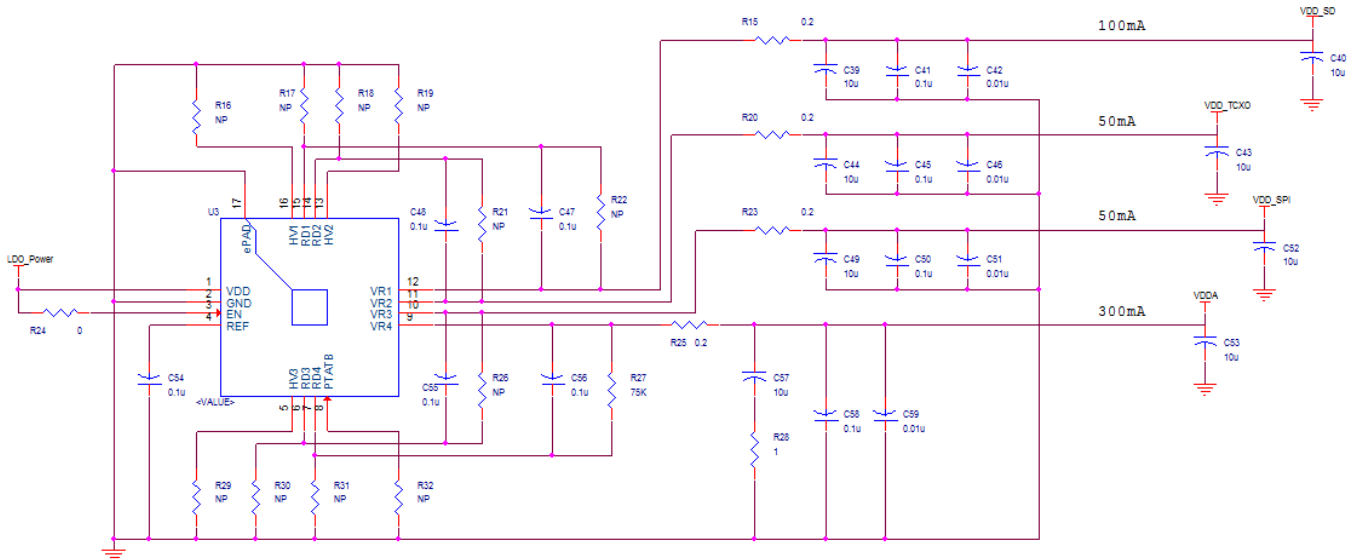 VDD_SD
R15 0.2
100mA
C39 10u
C41 0.1u
C42 0.01u
C40 10u
R16 NP
R17 NP
R18 NP
R19 NP
VDD_TCXO
R20 0.2
50mA
C44 10u
C45 0.1u
C46 0.01u
C43 10u
17
16
15
14
13
U3
ePAD
HV1
RD1
RD2
HV2
C48 0.1u
R21 NP
C47 0.1u
R22 NP
VDD_SPI
R23 0.2
50mA
C49 10u
C50 0.1u
C51 0.01u
C52 10u
LDO_Power
1 VDD
2 GND
3 EN
4 REF
R24 0
VR1 12
VR2 11
VR3 10
VR4 9
VDDA
R25 0.2
300mA
C53 10u
C54 0.1u
HV3
RD3
RD4
PTATB
<VALUE>
5
6
7
8
C55 0.1u
R26 NP
C56 0.1u
R27 75K
C57 10u
C58 0.1u
C59 0.01u
R28 1
R29 NP
R30 NP
R31 NP
R32 NP